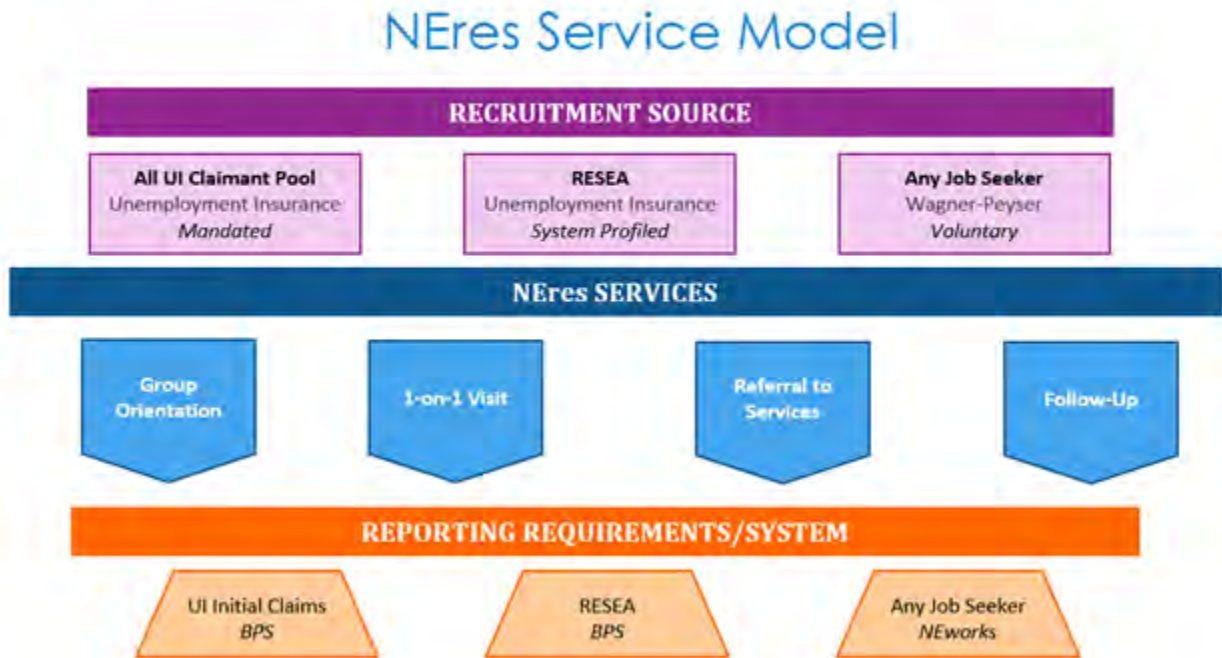 NEres Service Model
RECRUITMENT SOURCE
All UI Claimant Pool
Unemployment Insurance
Mandated
RESEA
Unemployment Insurance
System Profiled
Any Job Seeker
Wagner-Peyser
Voluntary
NEres SERVICES
Group
Orientation
1-on-1 Visit
Referral to
Services
Follow-Up
REPORTING REQUIREMENTS/SYSTEM
UI Initial Claims
BPS
RESEA
BPS
Any Job Seeker
NEworks